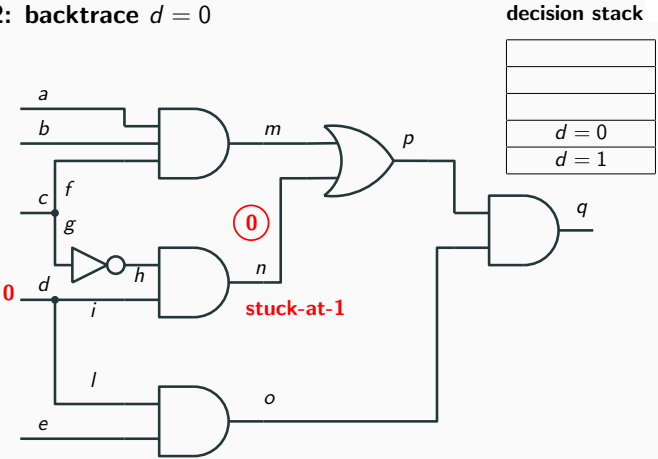 2: backtrace d = 0
decision stack
d = 0
d = 1
a
b
m
p
c
f
g
0
q
h
n
0
d
i
stuck-at-1
l
o
e